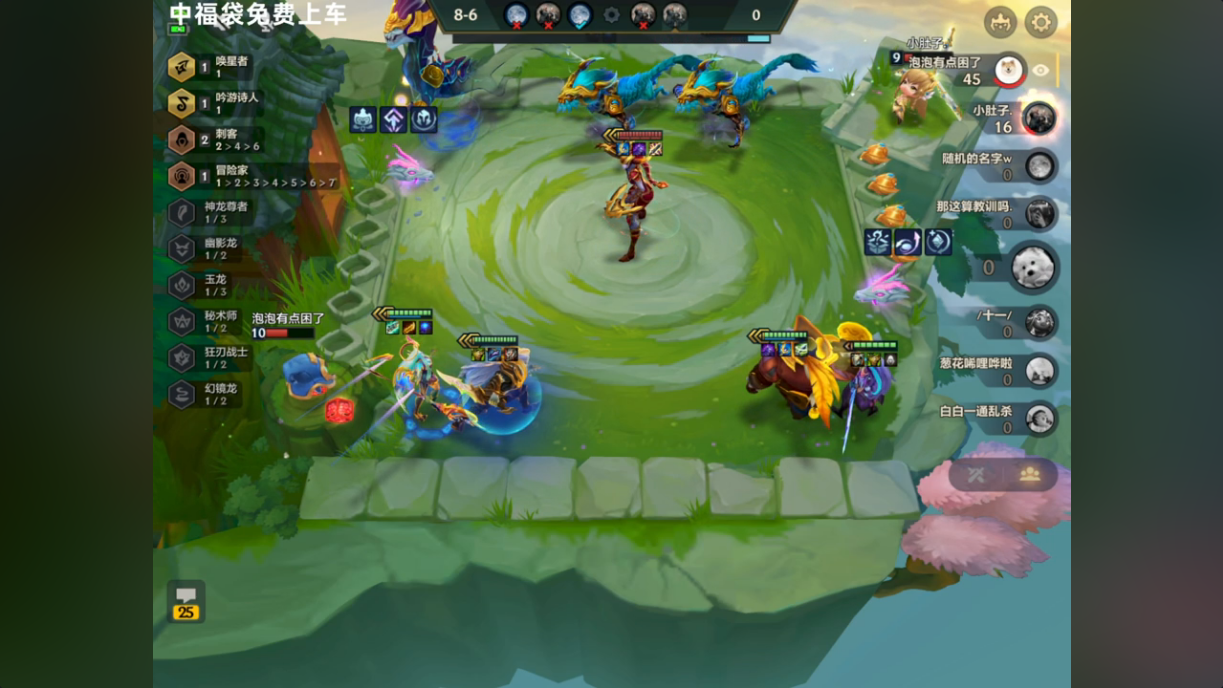 中福袋免费上车
8-6
0
1 唤星者
1
1 吟游诗人
1
2 刺客
2 > 4 > 6
1 冒险家
1 > 2 > 3 > 4 > 5 > 6 > 7
神龙尊者
1 / 3
幽影龙
1 / 2
玉龙
1 / 3
秘术师
1 / 2
狂刃战士
1 / 2
幻镜龙
1 / 2
泡泡有点困了
10
25
小肚子.
9
泡泡有点困了
45
小肚子.
16
随机的名字w
0
那这算教训吗.
0
0
/十一/
0
葱花唏哩哗啦
0
白白一通乱杀
0